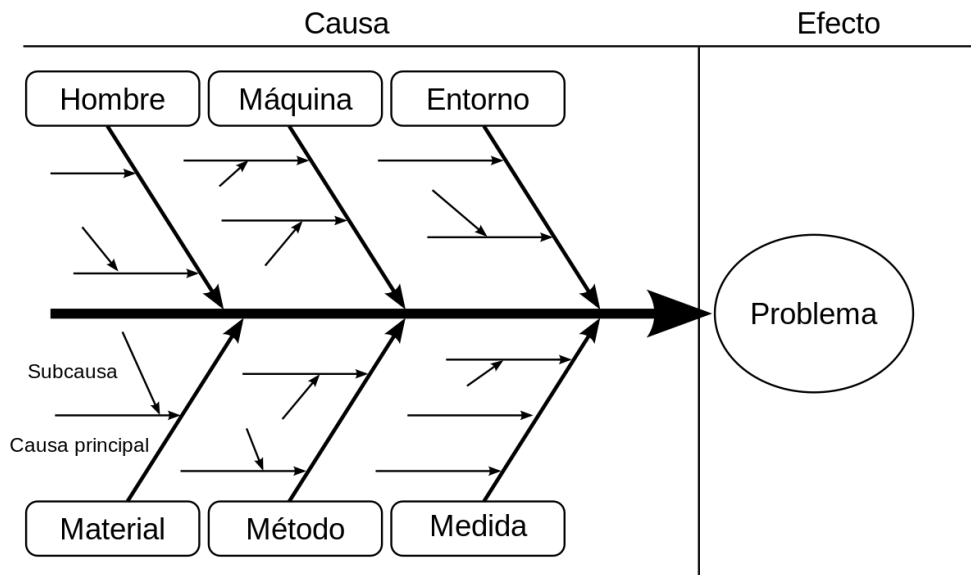 Causa
Efecto
Hombre
Máquina
Entorno
Problema
Subcausa
Causa principal
Material
Método
Medida